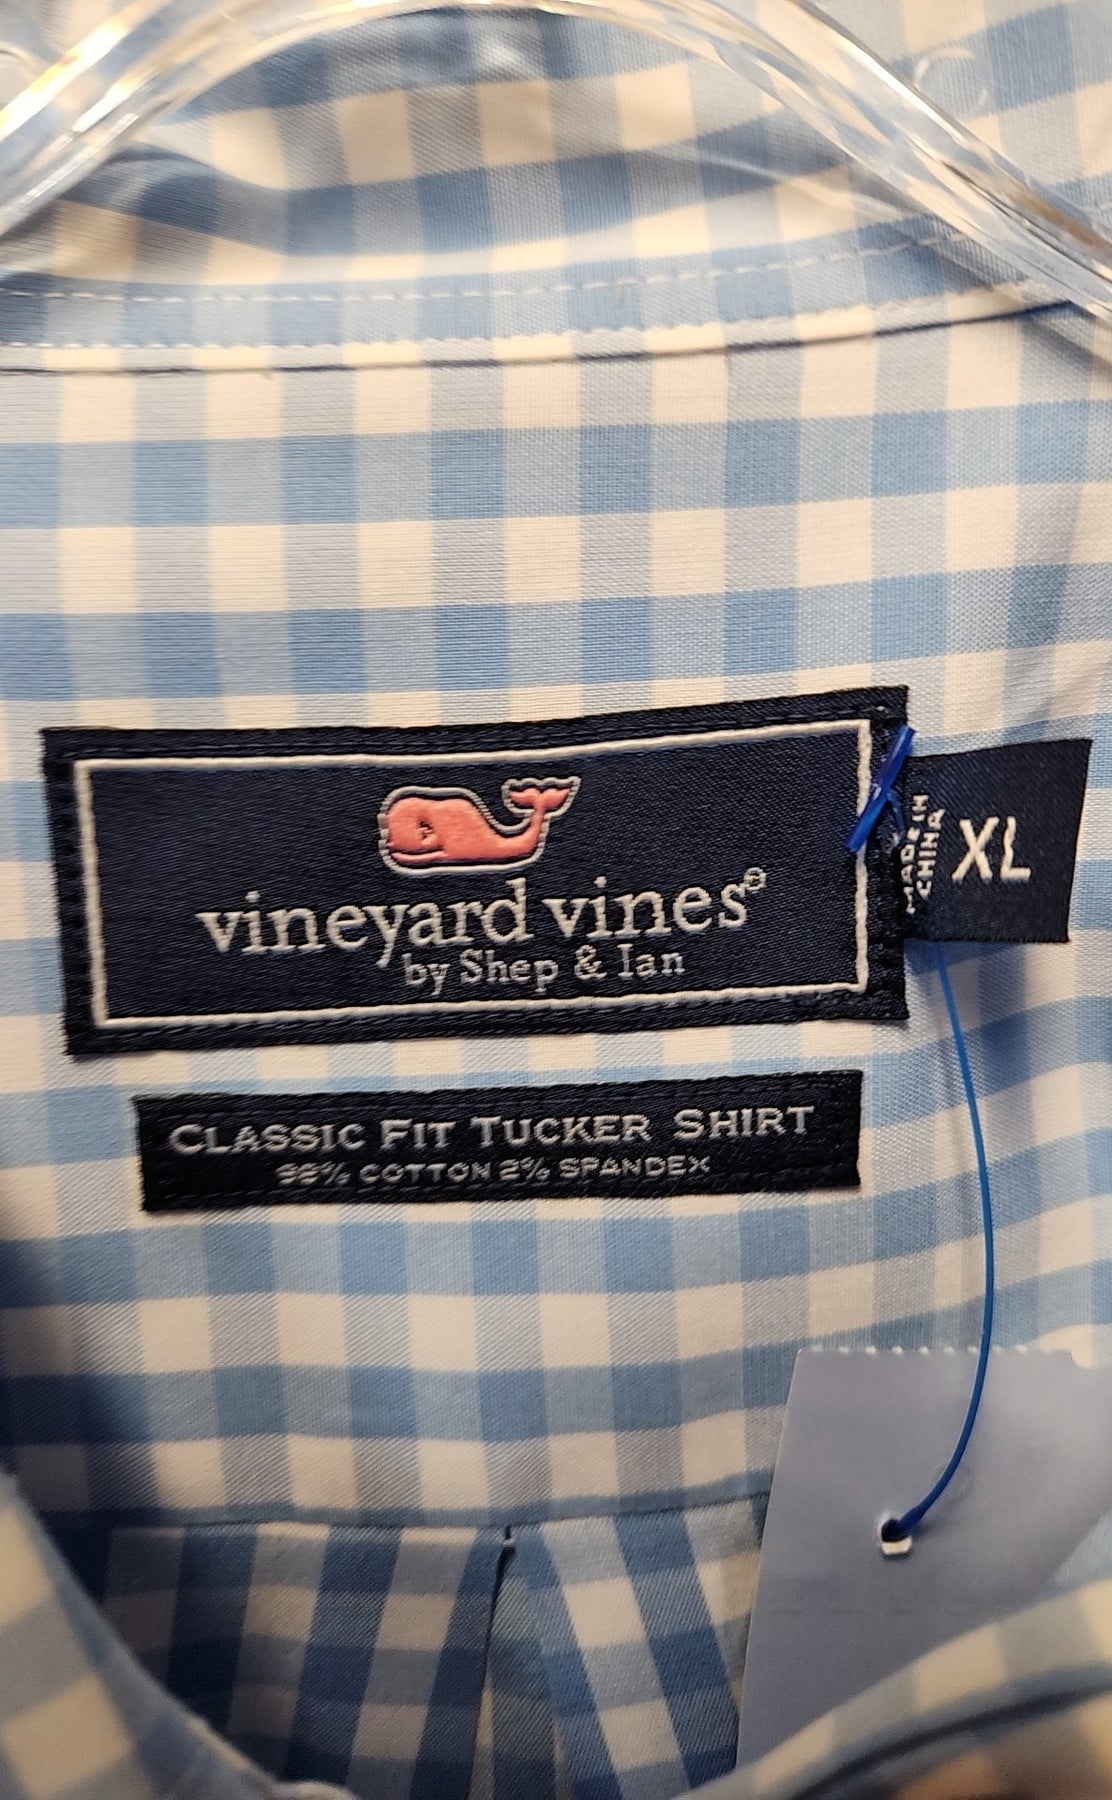 vineyard vines®
by Shep & Ian
MADE IN
CHINA
XL
CLASSIC FIT TUCKER SHIRT
98% COTTON 2% SPANDEX